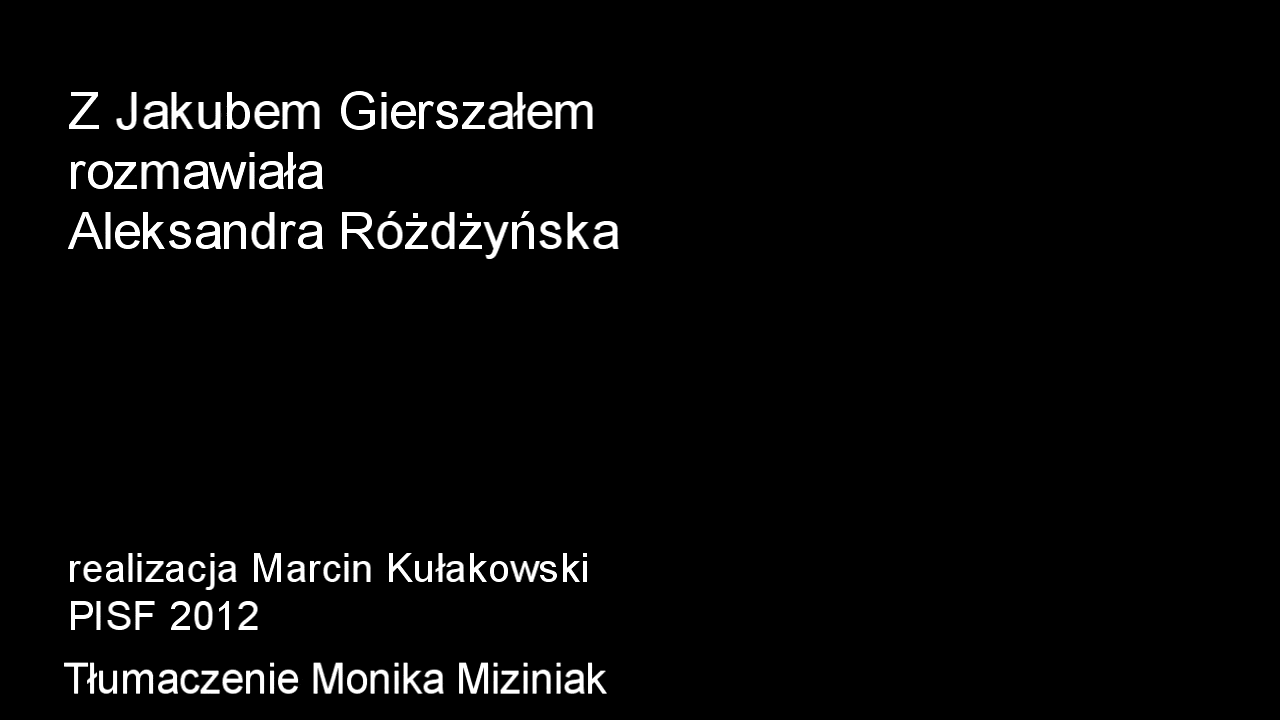 Z Jakubem Gierszałem
rozmawiała
Aleksandra Różdżyńska
realizacja Marcin Kułakowski
PISF 2012
Tłumaczenie Monika Miziniak